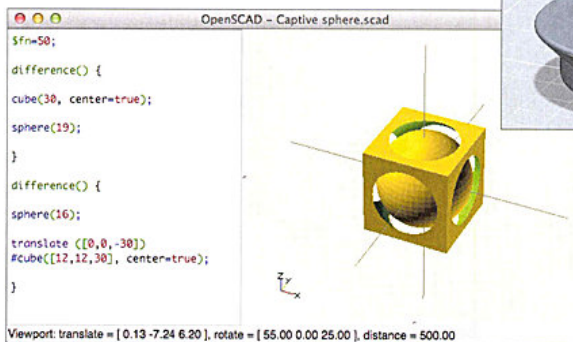 OpenSCAD – Captive sphere.scad
$fn=50;
difference() {
cube(30, center=true);
sphere(19);
}
difference() {
sphere(16);
translate ([0,0,-30])
#cube([12,12,30], center=true);
}
Z
Y
X
Viewport: translate = [ 0.13 -7.24 6.20 ], rotate = [ 55.00 0.00 25.00 ], distance = 500.00